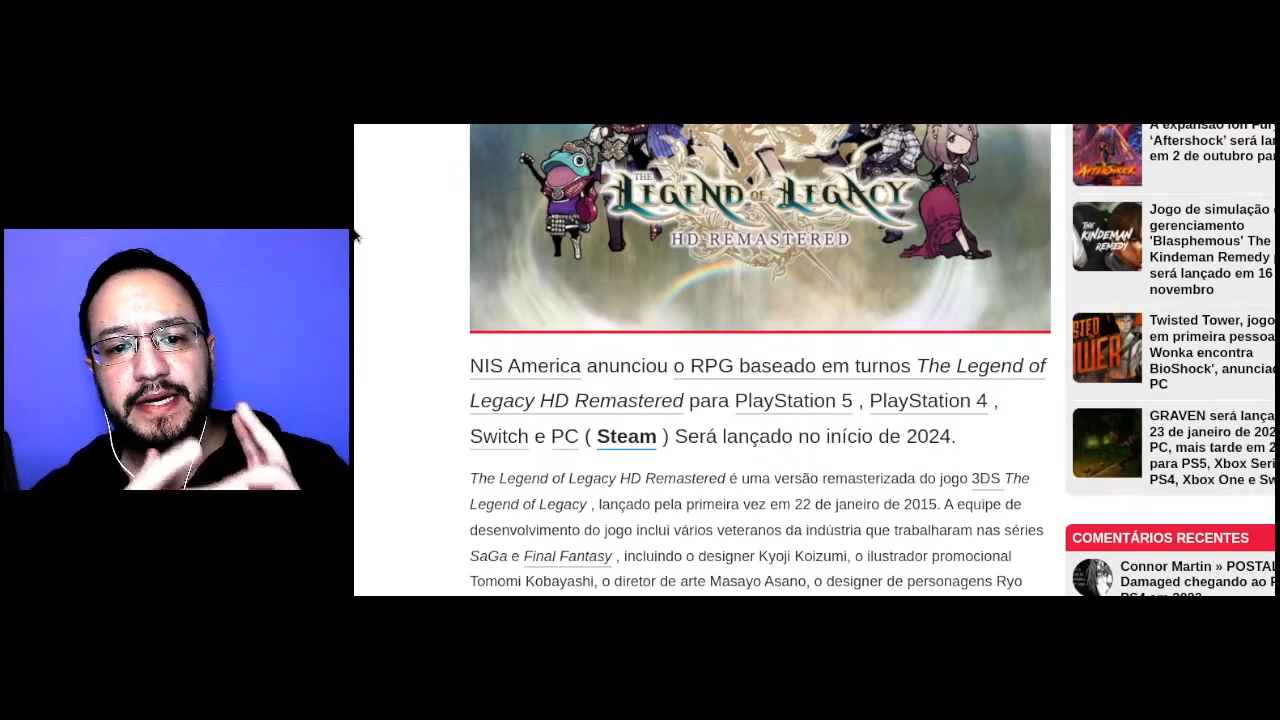 THE
LEGEND OF LEGACY
HD REMASTERED
NIS America anunciou o RPG baseado em turnos The Legend of
Legacy HD Remastered para PlayStation 5 , PlayStation 4 ,
Switch e PC ( Steam ) Será lançado no início de 2024.
The Legend of Legacy HD Remastered é uma versão remasterizada do jogo 3DS The
Legend of Legacy , lançado pela primeira vez em 22 de janeiro de 2015. A equipe de
desenvolvimento do jogo inclui vários veteranos da indústria que trabalharam nas séries
SaGa e Final Fantasy , incluindo o designer Kyoji Koizumi, o ilustrador promocional
Tomomi Kobayashi, o diretor de arte Masayo Asano, o designer de personagens Ryo
A expansão Ion Fu
'Aftershock' será la
em 2 de outubro pa
AFTERSHOCK
Jogo de simulação
gerenciamento
'Blasphemous' The
Kindeman Remedy
será lançado em 16
novembro
THE
KINDEMAN
REMEDY
Twisted Tower, jogo
em primeira pessoa
Wonka encontra
BioShock', anuncia
PC
STED
OWER
GRAVEN será lança
23 de janeiro de 202
PC, mais tarde em 2
para PS5, Xbox Seri
PS4, Xbox One e Sw
COMENTÁRIOS RECENTES
Connor Martin » POSTAL
Damaged chegando ao P